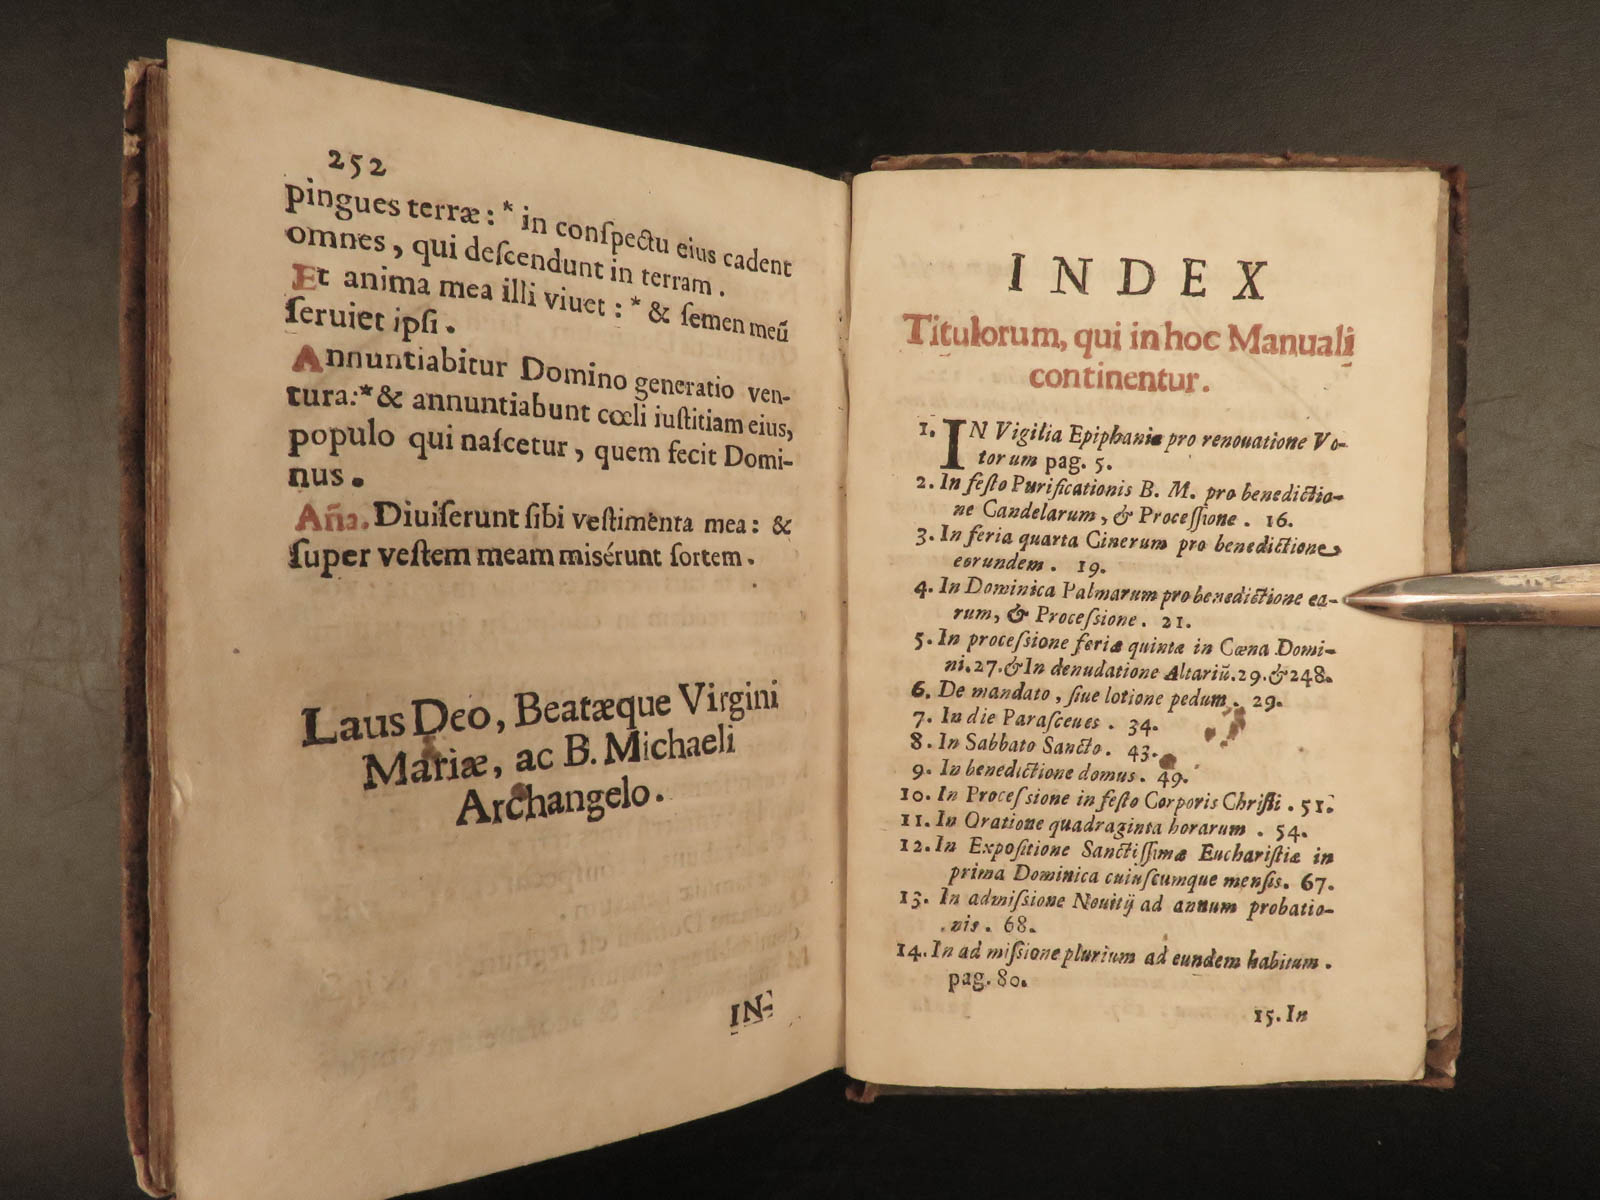 252
pingues terræ : * in conſpectu eius cadent
omnes , qui deſcendunt in terram .
Et anima mea illi viuet : * & ſemen meũ
ſeruiet ipſi .
Annuntiabitur Domino generatio ven-
tura: * & annuntiabunt cœli iuſtitiam eius,
populo qui naſcetur , quem fecit Domi-
nus .
Aña. Diuiſerunt ſibi veſtimènta mea : &
ſuper veſtem meam misérunt ſortem .
Laus Deo, Beatæque Virgini
Mariæ, ac B. Michaeli
Archangelo .
IN-
INDEX
Titulorum, qui in hoc Manuali
continentur.
1. IN Vigilia Epiphaniæ pro renouatione Vo-
torum pag. 5.
2. In feſto Purificationis B. M. pro benedictio-
ne Candelarum , & Proceſſione . 16.
3. In feria quarta Cinerum pro benedictione
eorundem . 19.
4. In Dominica Palmarum pro benedictione ea-
rum, & Proceſsione . 21.
5. In proceſsione feriæ quintæ in Cœna Domi-
ni. 27. & In denudatione Altariũ. 29. & 248.
6. De mandato , ſiue lotione pedum . 29.
7. In die Paraſceues . 34.
8. In Sabbato Sancto . 43.
9. In benedictione domus . 49.
10. In Proceſsione in feſto Corporis Chriſti . 51.
11. In Oratione quadraginta horarum . 54.
12. In Expoſitione Sanctiſſimæ Euchariſtiæ in
prima Dominica cuiuſcumque menſis. 67.
13. In admiſsione Nouitij ad annum probatio-
nis . 68.
14. In ad miſsione plurium ad eundem habitum .
pag. 80.
15. In